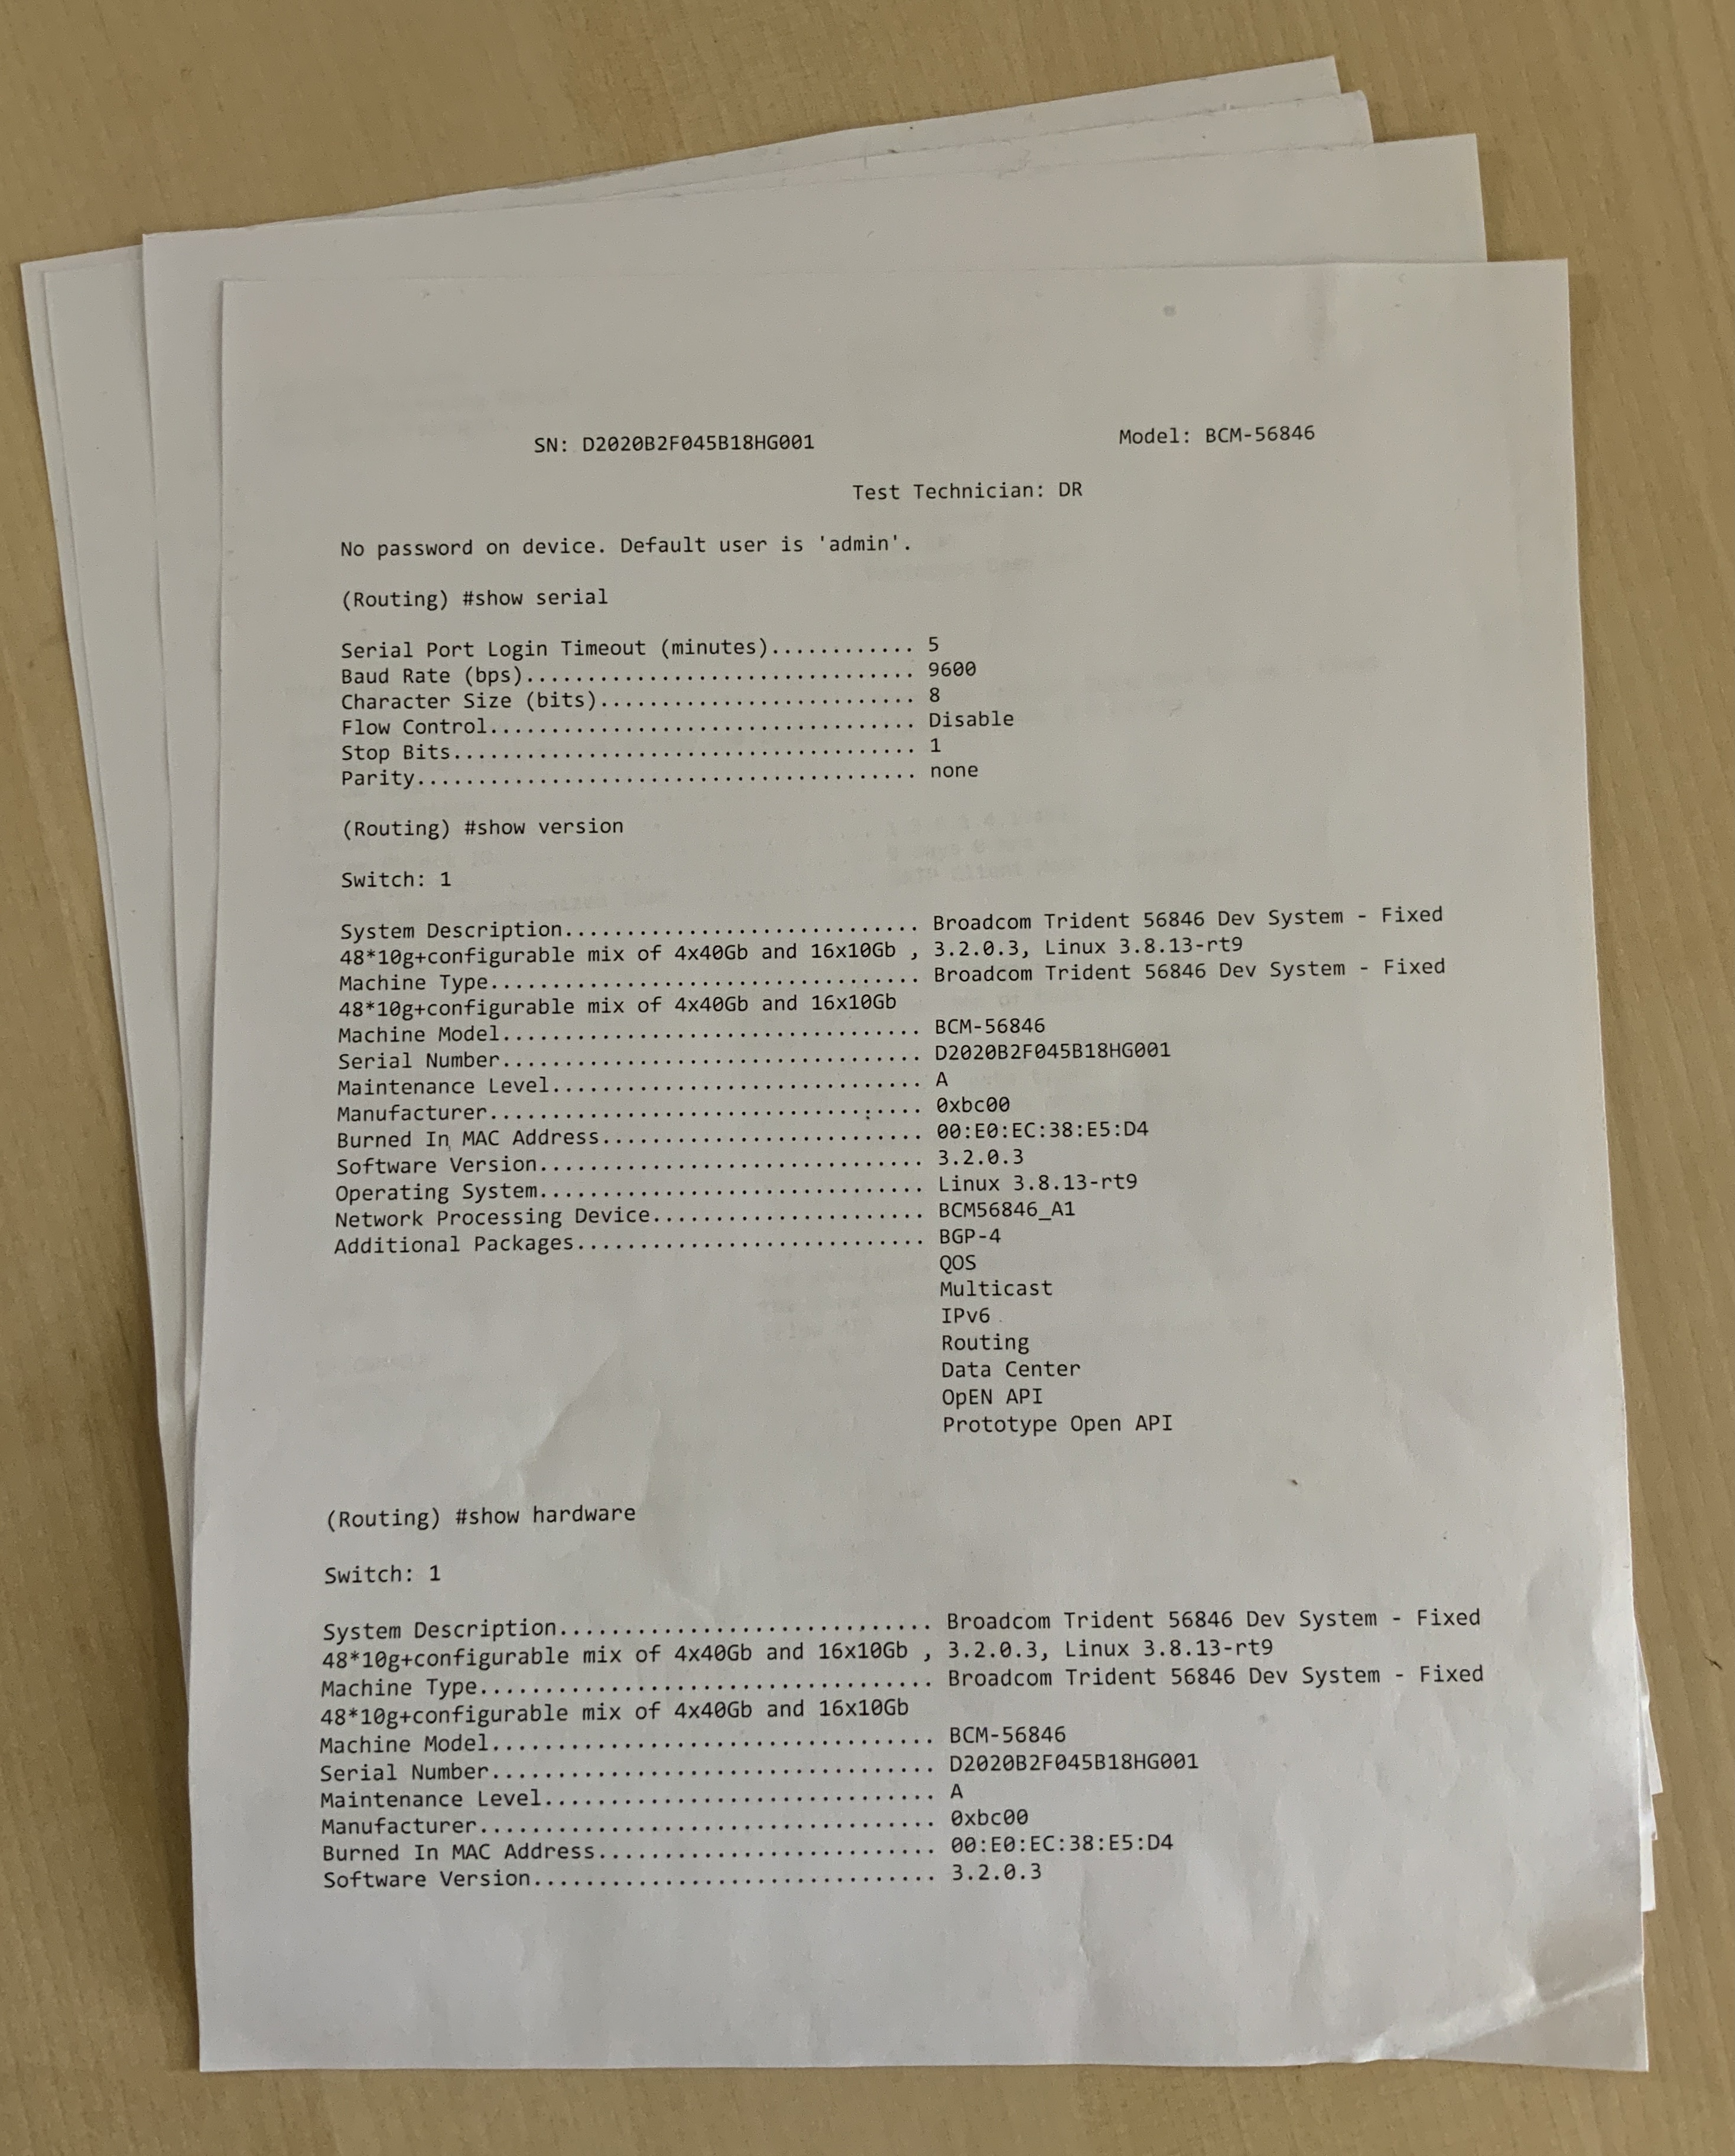 SN: D2020B2F045B18HG001 Model: BCM-56846
Test Technician: DR
No password on device. Default user is 'admin'.
(Routing) #show serial
Serial Port Login Timeout (minutes)............ 5
Baud Rate (bps)................................ 9600
Character Size (bits).......................... 8
Flow Control................................... Disable
Stop Bits...................................... 1
Parity......................................... none
(Routing) #show version
Switch: 1
System Description............................. Broadcom Trident 56846 Dev System - Fixed
48*10g+configurable mix of 4x40Gb and 16x10Gb , 3.2.0.3, Linux 3.8.13-rt9
Machine Type................................... Broadcom Trident 56846 Dev System - Fixed
48*10g+configurable mix of 4x40Gb and 16x10Gb
Machine Model.................................. BCM-56846
Serial Number.................................. D2020B2F045B18HG001
Maintenance Level.............................. A
Manufacturer................................... 0xbc00
Burned In MAC Address.......................... 00:E0:EC:38:E5:D4
Software Version............................... 3.2.0.3
Operating System............................... Linux 3.8.13-rt9
Network Processing Device...................... BCM56846_A1
Additional Packages............................ BGP-4
QOS
Multicast
IPv6
Routing
Data Center
OpEN API
Prototype Open API
(Routing) #show hardware
Switch: 1
System Description............................. Broadcom Trident 56846 Dev System - Fixed
48*10g+configurable mix of 4x40Gb and 16x10Gb , 3.2.0.3, Linux 3.8.13-rt9
Machine Type................................... Broadcom Trident 56846 Dev System - Fixed
48*10g+configurable mix of 4x40Gb and 16x10Gb
Machine Model.................................. BCM-56846
Serial Number.................................. D2020B2F045B18HG001
Maintenance Level.............................. A
Manufacturer................................... 0xbc00
Burned In MAC Address.......................... 00:E0:EC:38:E5:D4
Software Version............................... 3.2.0.3